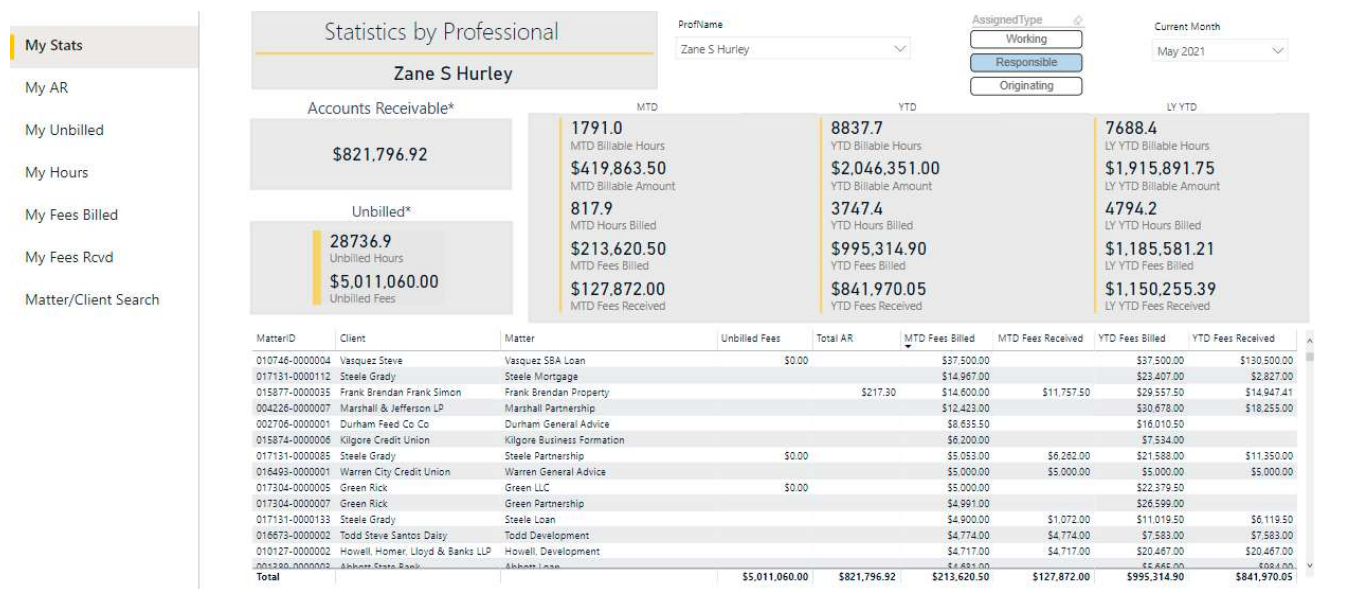 My Stats
My AR
My Unbilled
My Hours
My Fees Billed
My Fees Rcvd
Matter/Client Search
Statistics by Professional
Zane S Hurley
ProfName
Zane S Hurley
AssignedType
Working
Responsible
Originating
Current Month
May 2021
Accounts Receivable*
$821,796.92
Unbilled*
28736.9
Unbilled Hours
$5,011,060.00
Unbilled Fees
MTD
1791.0
MTD Billable Hours
$419,863.50
MTD Billable Amount
817.9
MTD Hours Billed
$213,620.50
MTD Fees Billed
$127,872.00
MTD Fees Received
YTD
8837.7
YTD Billable Hours
$2,046,351.00
YTD Billable Amount
3747.4
YTD Hours Billed
$995,314.90
YTD Fees Billed
$841,970.05
YTD Fees Received
LY YTD
7688.4
LY YTD Billable Hours
$1,915,891.75
LY YTD Billable Amount
4794.2
LY YTD Hours Billed
$1,185,581.21
LY YTD Fees Billed
$1,150,255.39
LY YTD Fees Received
MatterID Client Matter Unbilled Fees Total AR MTD Fees Billed MTD Fees Received YTD Fees Billed YTD Fees Received
010746-0000004 Vasquez Steve Vasquez SBA Loan $0.00 $37,500.00 $37,500.00 $130,500.00
017131-0000112 Steele Grady Steele Mortgage $14,967.00 $23,407.00 $2,827.00
015877-0000035 Frank Brendan Frank Simon Frank Brendan Property $217.30 $14,600.00 $11,757.50 $29,557.50 $14,947.41
004226-0000007 Marshall & Jefferson LP Marshall Partnership $12,423.00 $30,678.00 $18,255.00
002706-0000001 Durham Feed Co Co Durham General Advice $8,635.50 $16,010.50
015874-0000006 Kilgore Credit Union Kilgore Business Formation $6,200.00 $7,534.00
017131-0000085 Steele Grady Steele Partnership $0.00 $5,053.00 $6,262.00 $21,588.00 $11,350.00
016493-0000001 Warren City Credit Union Warren General Advice $5,000.00 $5,000.00 $5,000.00 $5,000.00
017304-0000005 Green Rick Green LLC $0.00 $5,000.00 $22,379.50
017304-0000007 Green Rick Green Partnership $4,991.00 $26,599.00
017131-0000133 Steele Grady Steele Loan $4,900.00 $1,072.00 $11,019.50 $6,119.50
016673-0000002 Todd Steve Santos Daisy Todd Development $4,774.00 $4,774.00 $7,583.00 $7,583.00
010127-0000002 Howell, Homer, Lloyd & Banks LLP Howell, Development $4,717.00 $4,717.00 $20,467.00 $20,467.00
001389-0000003 Abbott State Bank Abbott Loan $4,681.00 $5,665.00 $984.00
Total $5,011,060.00 $821,796.92 $213,620.50 $127,872.00 $995,314.90 $841,970.05